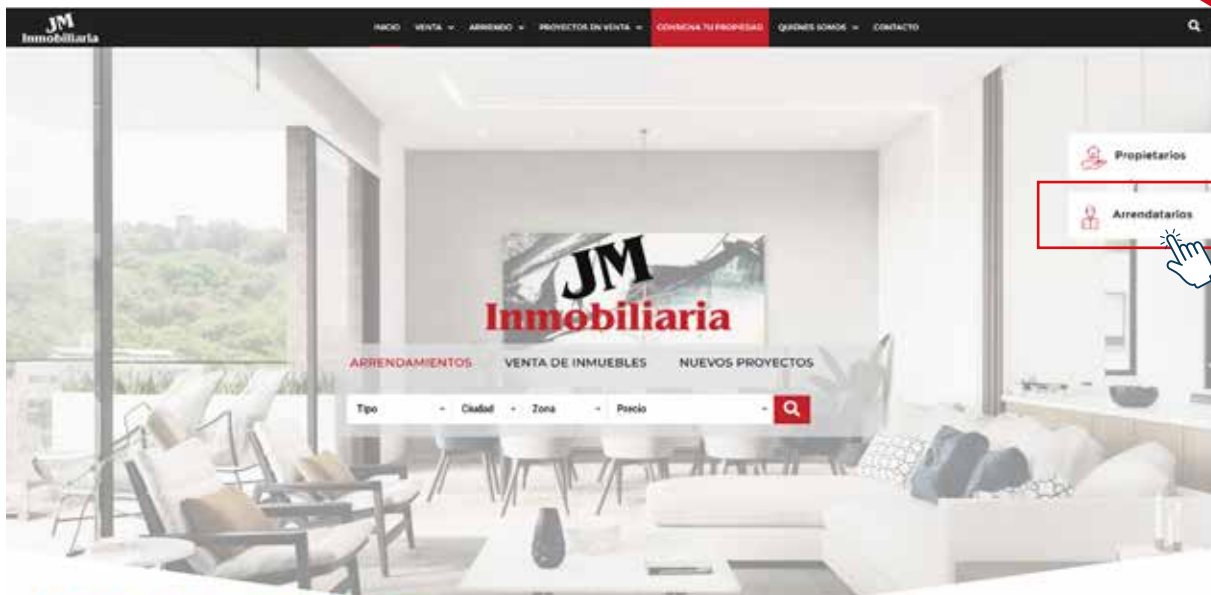 JM
Inmobiliaria
INICIO VENTA ARRIENDO PROYECTOS EN VENTA CONSIGNA TU PROPIEDAD QUIENES SOMOS CONTACTO
Propietarios
Arrendatarios
JM
Inmobiliaria
ARRENDAMIENTOS VENTA DE INMUEBLES NUEVOS PROYECTOS
Tipo Ciudad Zona Precio